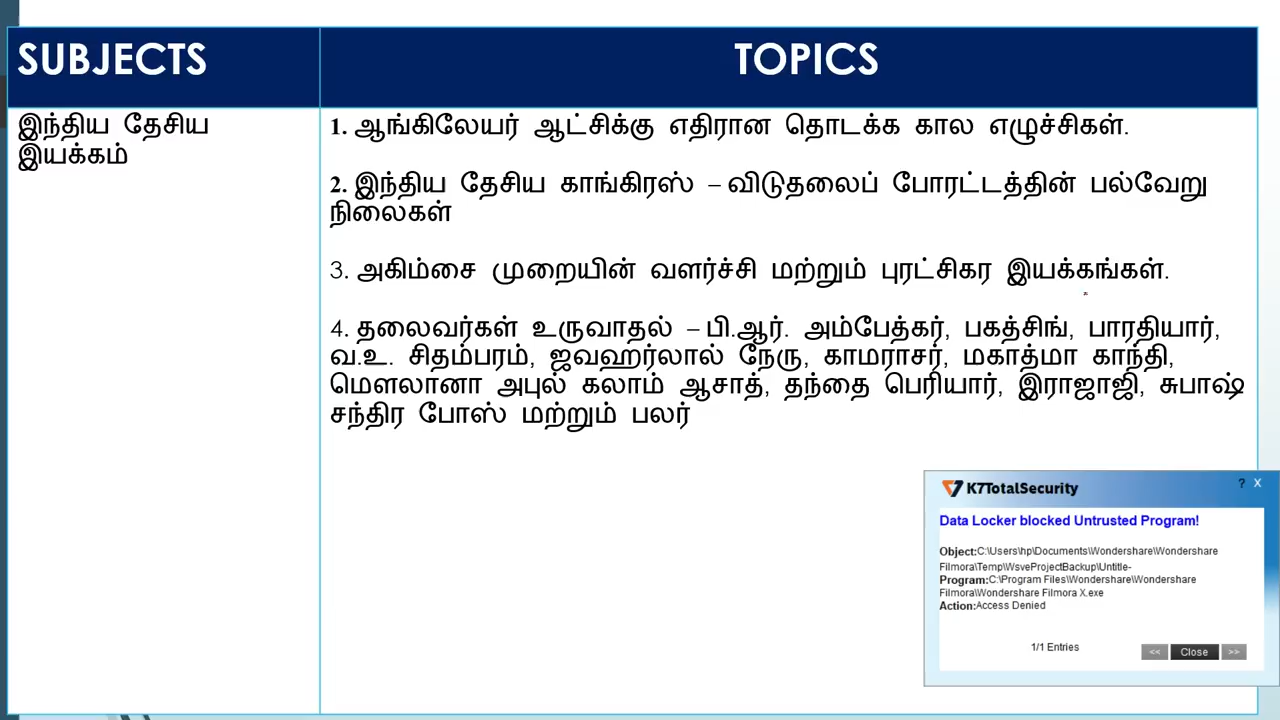 SUBJECTS
TOPICS
இந்திய தேசிய
இயக்கம்
1. ஆங்கிலேயர் ஆட்சிக்கு எதிரான தொடக்க கால எழுச்சிகள்.
2. இந்திய தேசிய காங்கிரஸ் – விடுதலைப் போரட்டத்தின் பல்வேறு
நிலைகள்
3. அகிம்சை முறையின் வளர்ச்சி மற்றும் புரட்சிகர இயக்கங்கள்.
4. தலைவர்கள் உருவாதல் – பி.ஆர். அம்பேத்கர், பகத்சிங், பாரதியார்,
வ.உ. சிதம்பரம், ஜவஹர்லால் நேரு, காமராசர், மகாத்மா காந்தி,
மௌலானா அபுல் கலாம் ஆசாத், தந்தை பெரியார், இராஜாஜி, சுபாஷ்
சந்திர போஸ் மற்றும் பலர்
K7TotalSecurity
? X
Data Locker blocked Untrusted Program!
Object:C:\Users\hp\Documents\Wondershare\Wondershare
Filmora\Temp\WsveProjectBackup\Untitle-
Program:C:\Program Files\Wondershare\Wondershare
Filmora\Wondershare Filmora X.exe
Action:Access Denied
1/1 Entries
<< Close >>